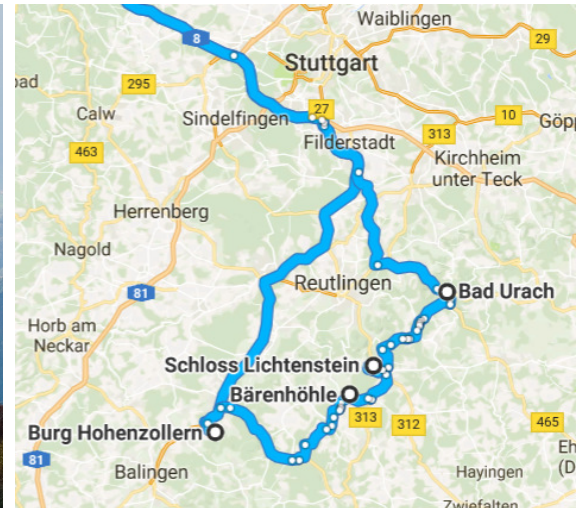 Waiblingen
8
29
Stuttgart
295
27
Calw
Sindelfingen
10
Filderstadt
313
Göpp
463
Kirchheim
unter Teck
Herrenberg
Nagold
Reutlingen
81
Bad Urach
Horb am
Neckar
Schloss Lichtenstein
Bärenhöhle
313
312
465
Burg Hohenzollern
81
Balingen
Eh
(D
Hayingen
Zwiefalten